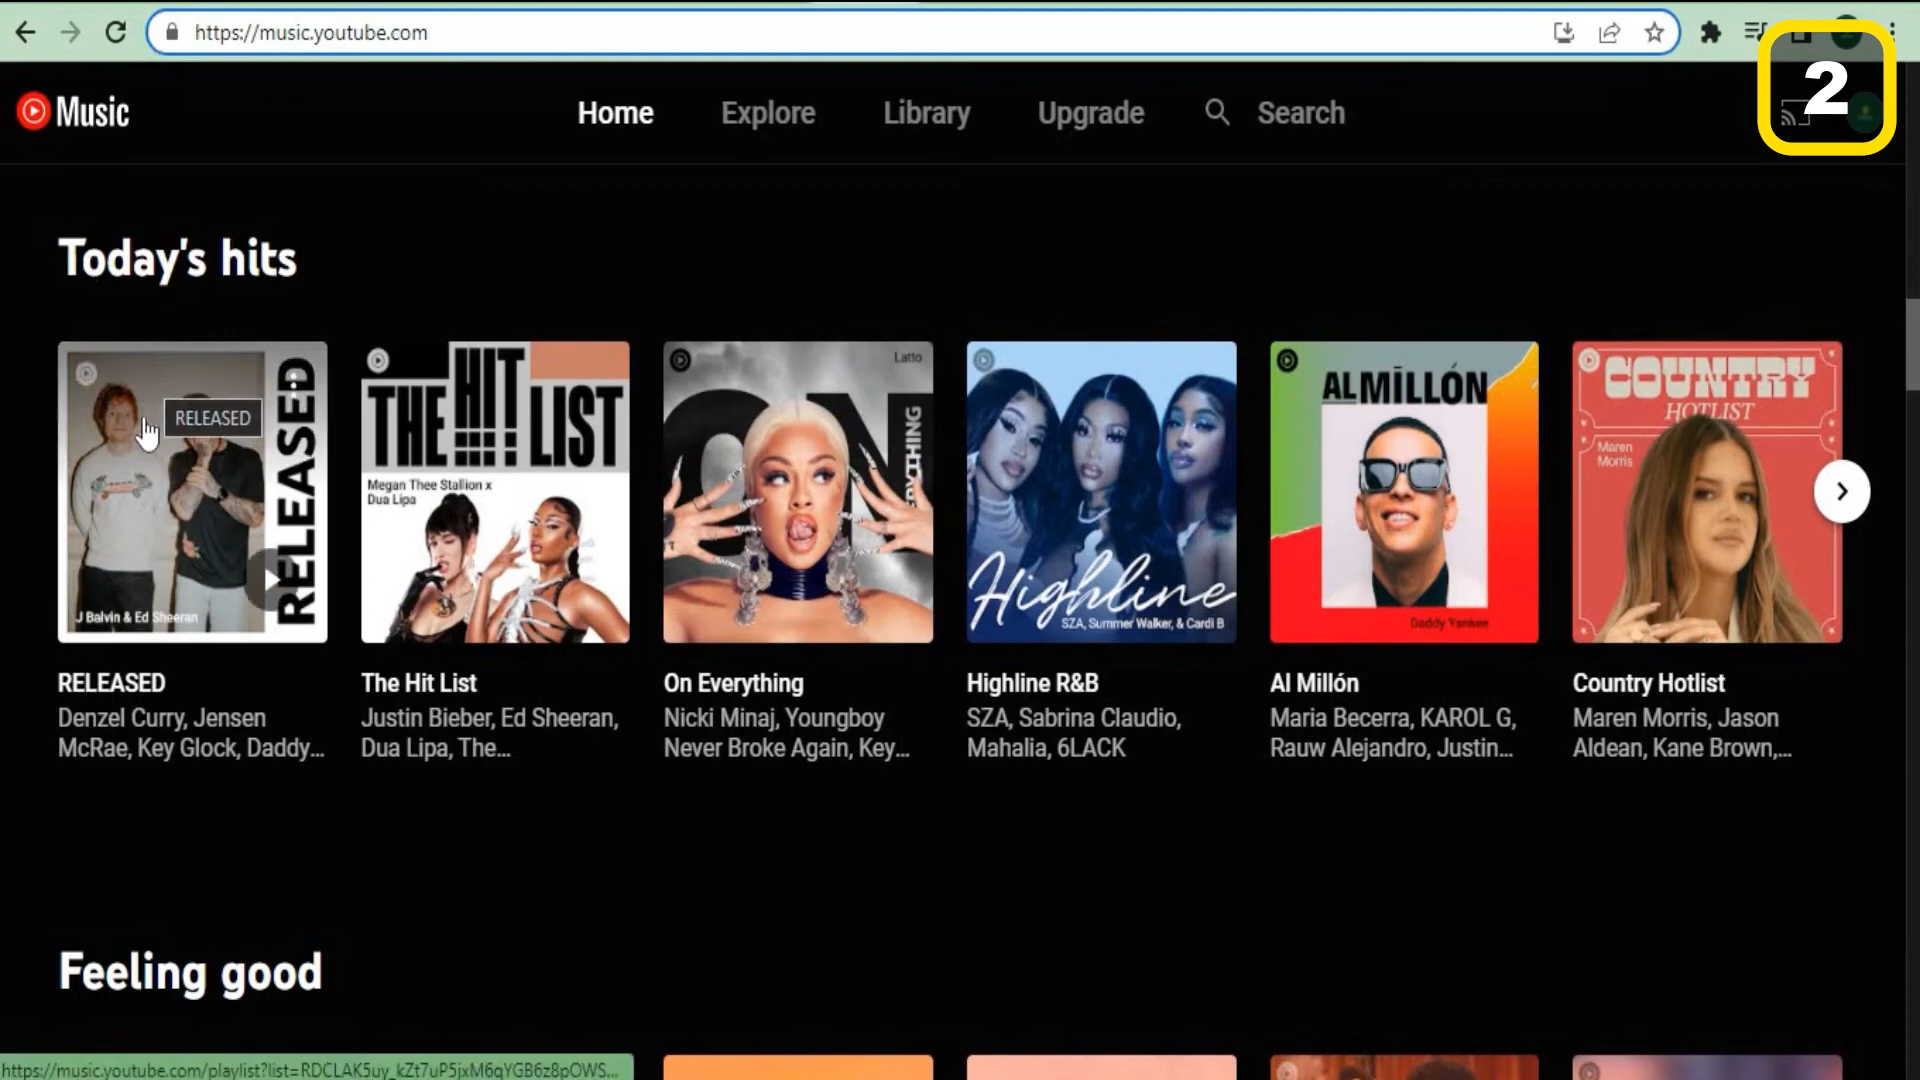 https://music.youtube.com
2
Music
Home
Explore
Library
Upgrade
Search
Today's hits
RELEASED
RELEASED
J Balvin & Ed Sheeran
THE HIT LIST
Megan Thee Stallion x
Dua Lipa
Latto
ON
Highline
SZA, Summer Walker, & Cardi B
AL MILLÓN
Daddy Yankee
COUNTRY
HOTLIST
Maren
Morris
RELEASED
Denzel Curry, Jensen
McRae, Key Glock, Daddy...
The Hit List
Justin Bieber, Ed Sheeran,
Dua Lipa, The...
On Everything
Nicki Minaj, Youngboy
Never Broke Again, Key...
Highline R&B
SZA, Sabrina Claudio,
Mahalia, 6LACK
Al Millón
Maria Becerra, KAROL G,
Rauw Alejandro, Justin...
Country Hotlist
Maren Morris, Jason
Aldean, Kane Brown,...
Feeling good
https://music.youtube.com/playlist?list=RDCLAK5uy_kZt7uP5jxM6qYGB6z8pOWS...